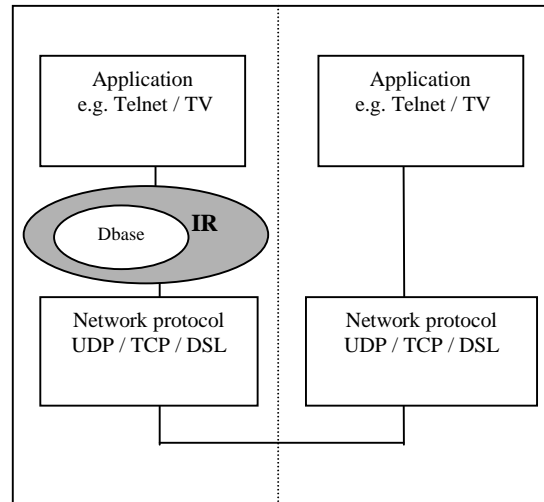 Application
e.g. Telnet / TV
Application
e.g. Telnet / TV
IR
Dbase
Network protocol
UDP / TCP / DSL
Network protocol
UDP / TCP / DSL